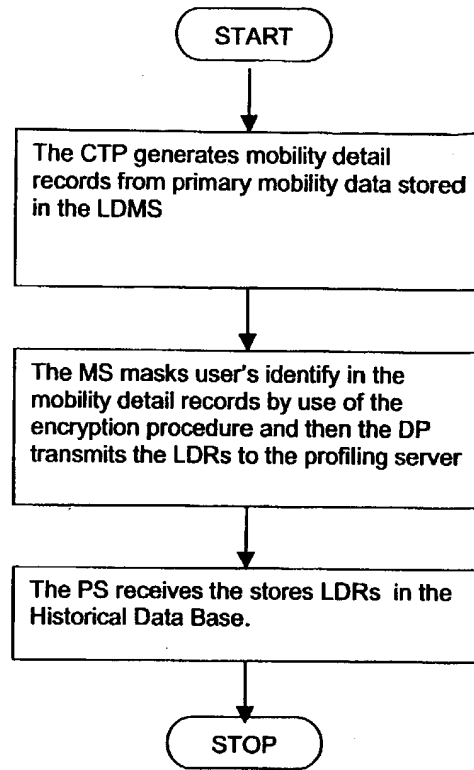 START
The CTP generates mobility detail
records from primary mobility data stored
in the LDMS
The MS masks user's identify in the
mobility detail records by use of the
encryption procedure and then the DP
transmits the LDRs to the profiling server
The PS receives the stores LDRs in the
Historical Data Base.
STOP